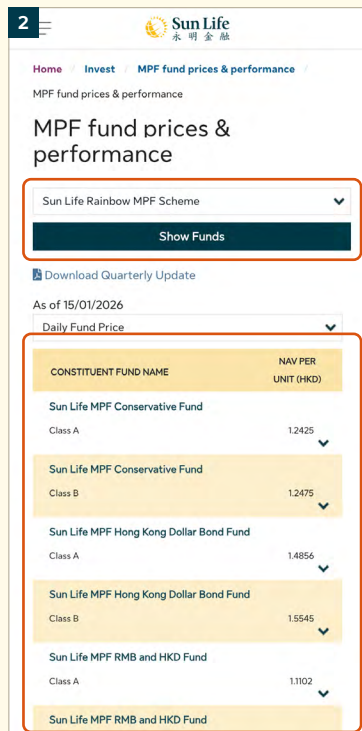 2
Sun Life
永明金融
Home / Invest / MPF fund prices & performance /
MPF fund prices & performance
MPF fund prices &
performance
Sun Life Rainbow MPF Scheme
Show Funds
Download Quarterly Update
As of 15/01/2026
Daily Fund Price
CONSTITUENT FUND NAME
NAV PER
UNIT (HKD)
Sun Life MPF Conservative Fund
Class A 1.2425
Sun Life MPF Conservative Fund
Class B 1.2475
Sun Life MPF Hong Kong Dollar Bond Fund
Class A 1.4856
Sun Life MPF Hong Kong Dollar Bond Fund
Class B 1.5545
Sun Life MPF RMB and HKD Fund
Class A 1.1102
Sun Life MPF RMB and HKD Fund